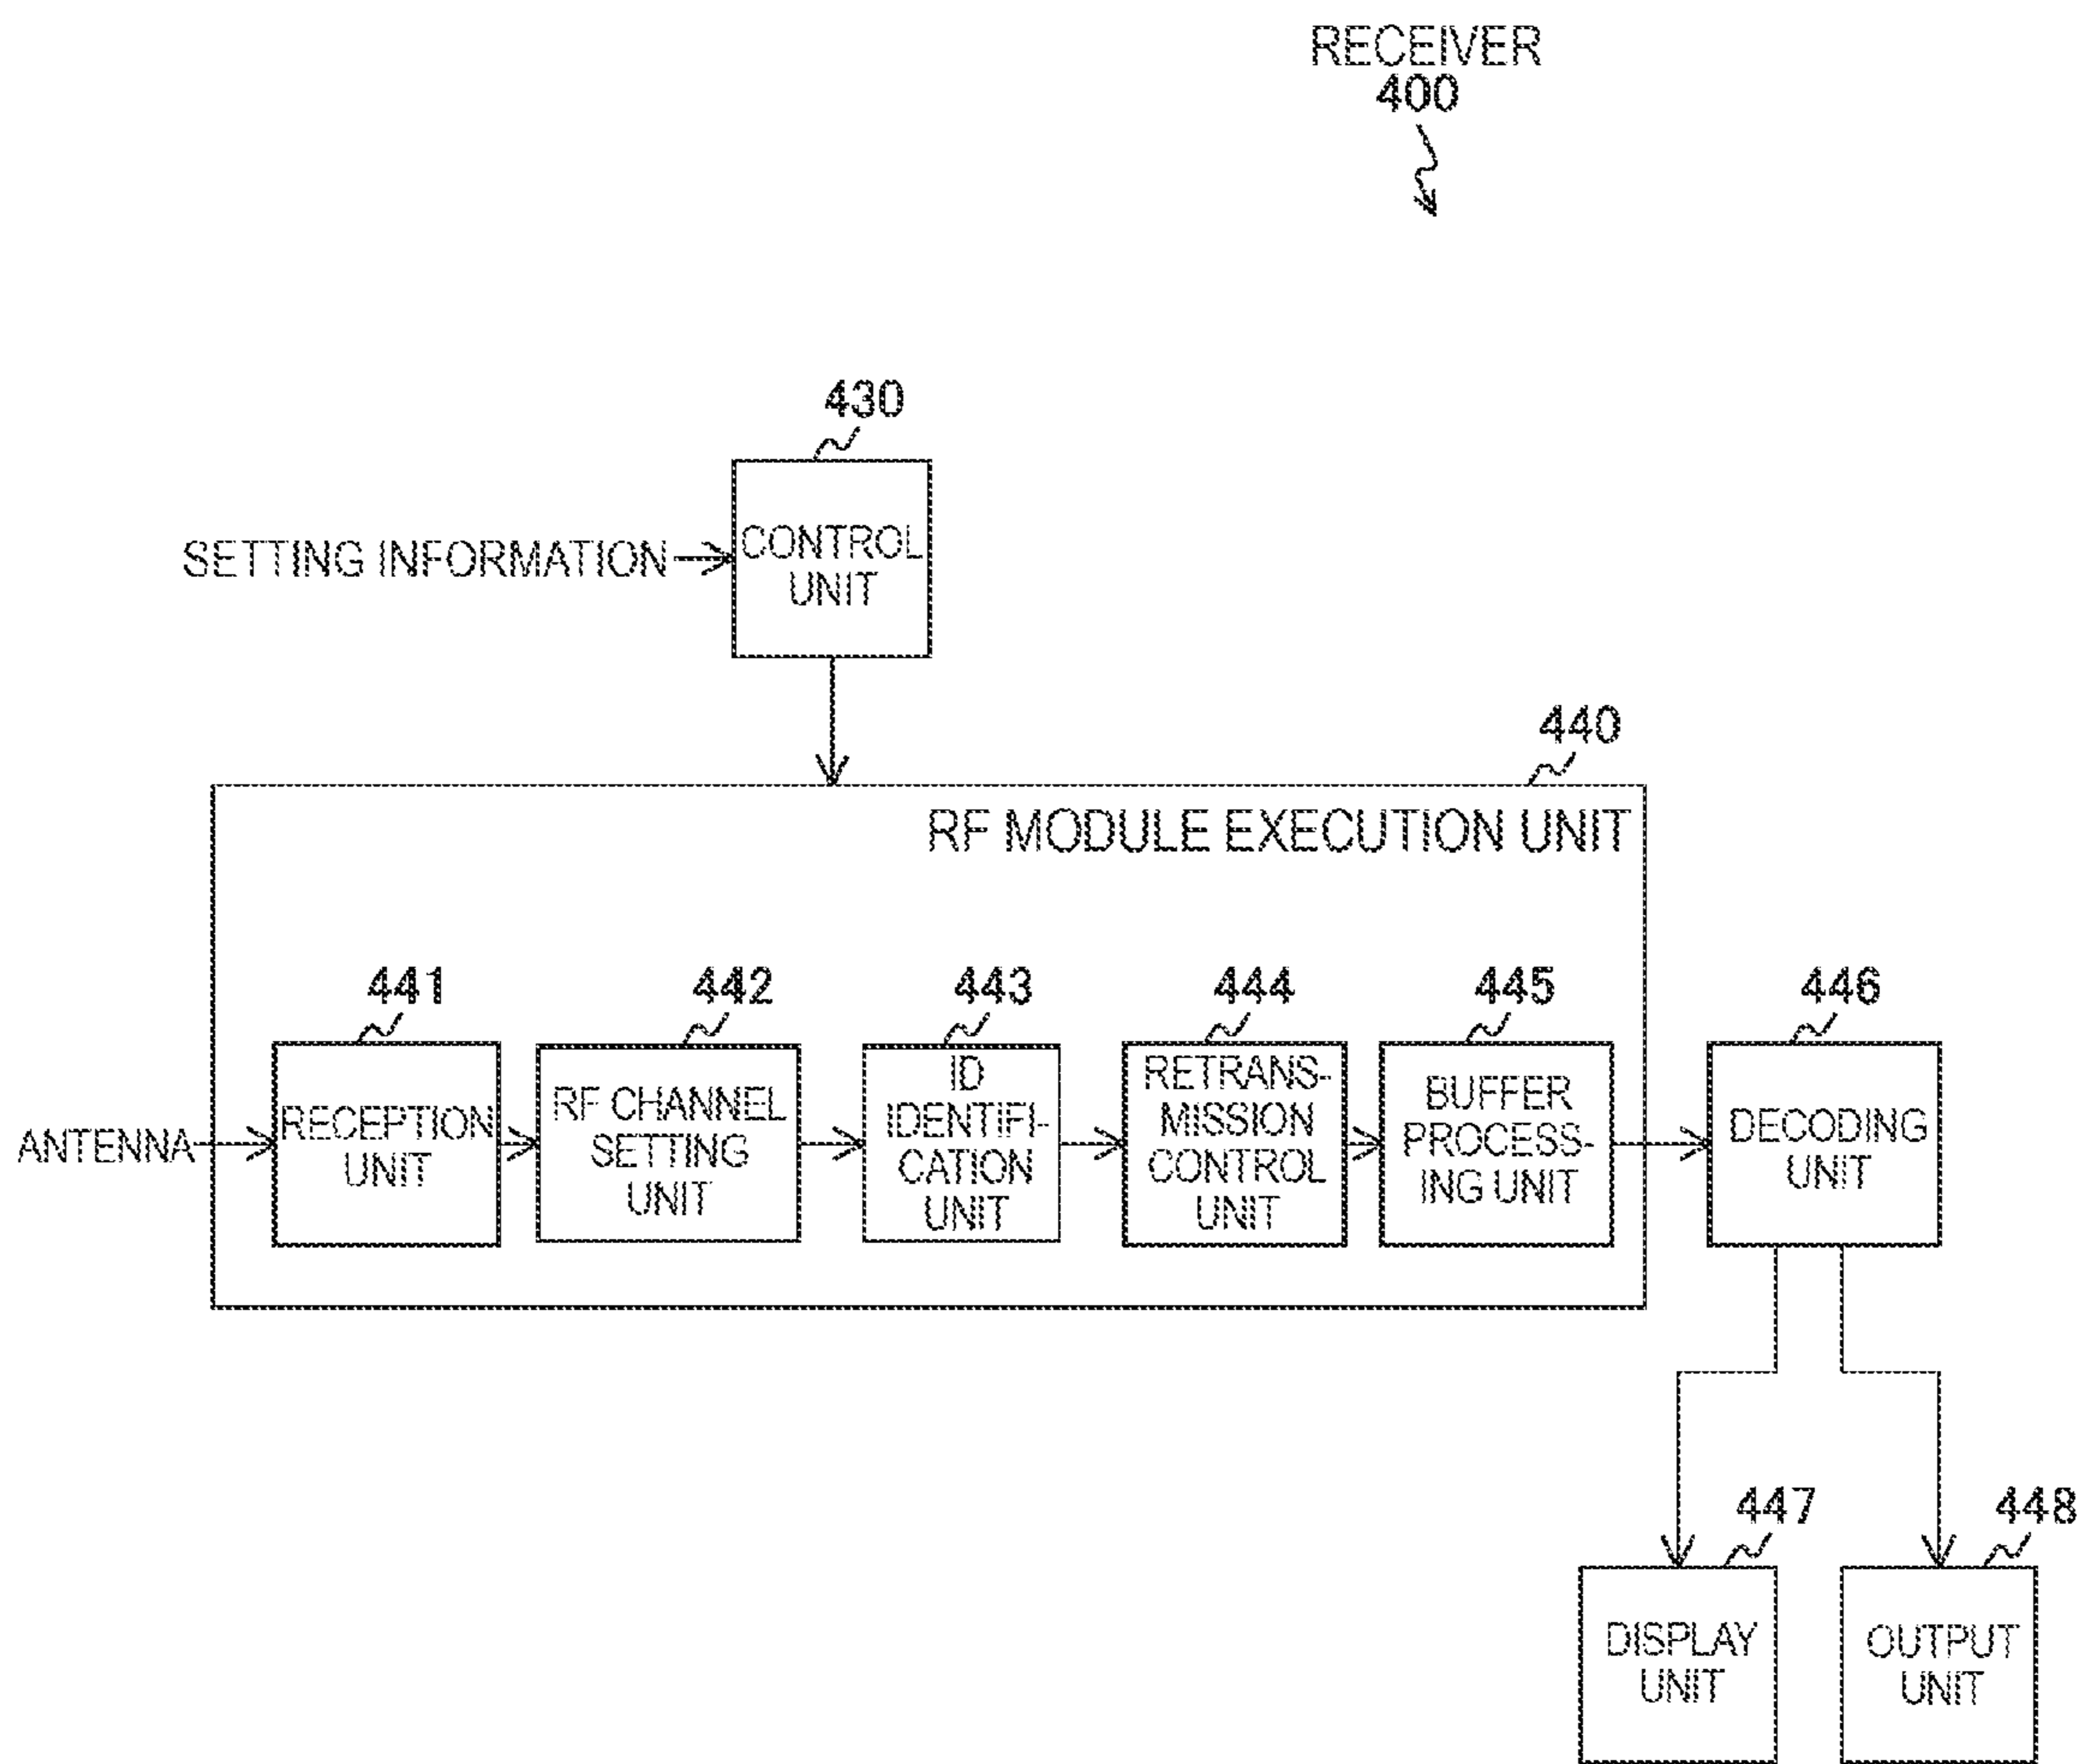 RECEIVER
400
430
SETTING INFORMATION
CONTROL
UNIT
440
RF MODULE EXECUTION UNIT
441
442
443
444
445
446
ANTENNA
RECEPTION
UNIT
RF CHANNEL
SETTING
UNIT
ID
IDENTIFI-
CATION
UNIT
RETRANS-
MISSION
CONTROL
UNIT
BUFFER
PROCESS-
ING UNIT
DECODING
UNIT
447
448
DISPLAY
UNIT
OUTPUT
UNIT